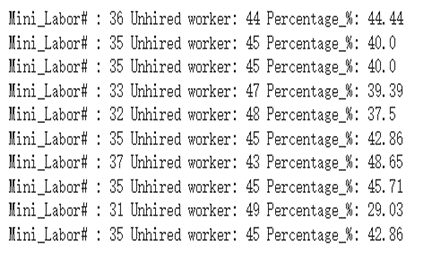 Mini_Labor# : 36 Unhired worker: 44 Percentage_%: 44.44
Mini_Labor# : 35 Unhired worker: 45 Percentage_%: 40.0
Mini_Labor# : 35 Unhired worker: 45 Percentage_%: 40.0
Mini_Labor# : 33 Unhired worker: 47 Percentage_%: 39.39
Mini_Labor# : 32 Unhired worker: 48 Percentage_%: 37.5
Mini_Labor# : 35 Unhired worker: 45 Percentage_%: 42.86
Mini_Labor# : 37 Unhired worker: 43 Percentage_%: 48.65
Mini_Labor# : 35 Unhired worker: 45 Percentage_%: 45.71
Mini_Labor# : 31 Unhired worker: 49 Percentage_%: 29.03
Mini_Labor# : 35 Unhired worker: 45 Percentage_%: 42.86